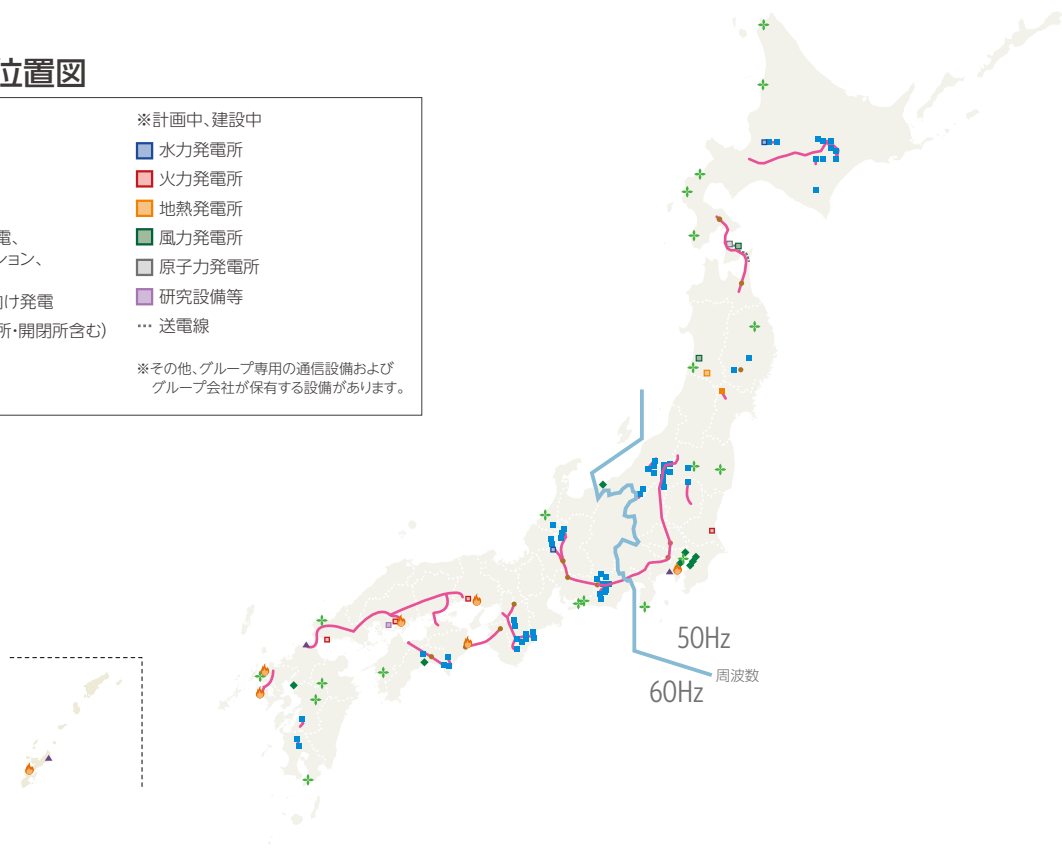 位置図
※計画中、建設中
水力発電所
火力発電所
地熱発電所
風力発電所
原子力発電所
研究設備等
… 送電線
※その他、グループ専用の通信設備および
グループ会社が保有する設備があります。
電、
ション、
け発電
所・開閉所含む)
50Hz
周波数
60Hz